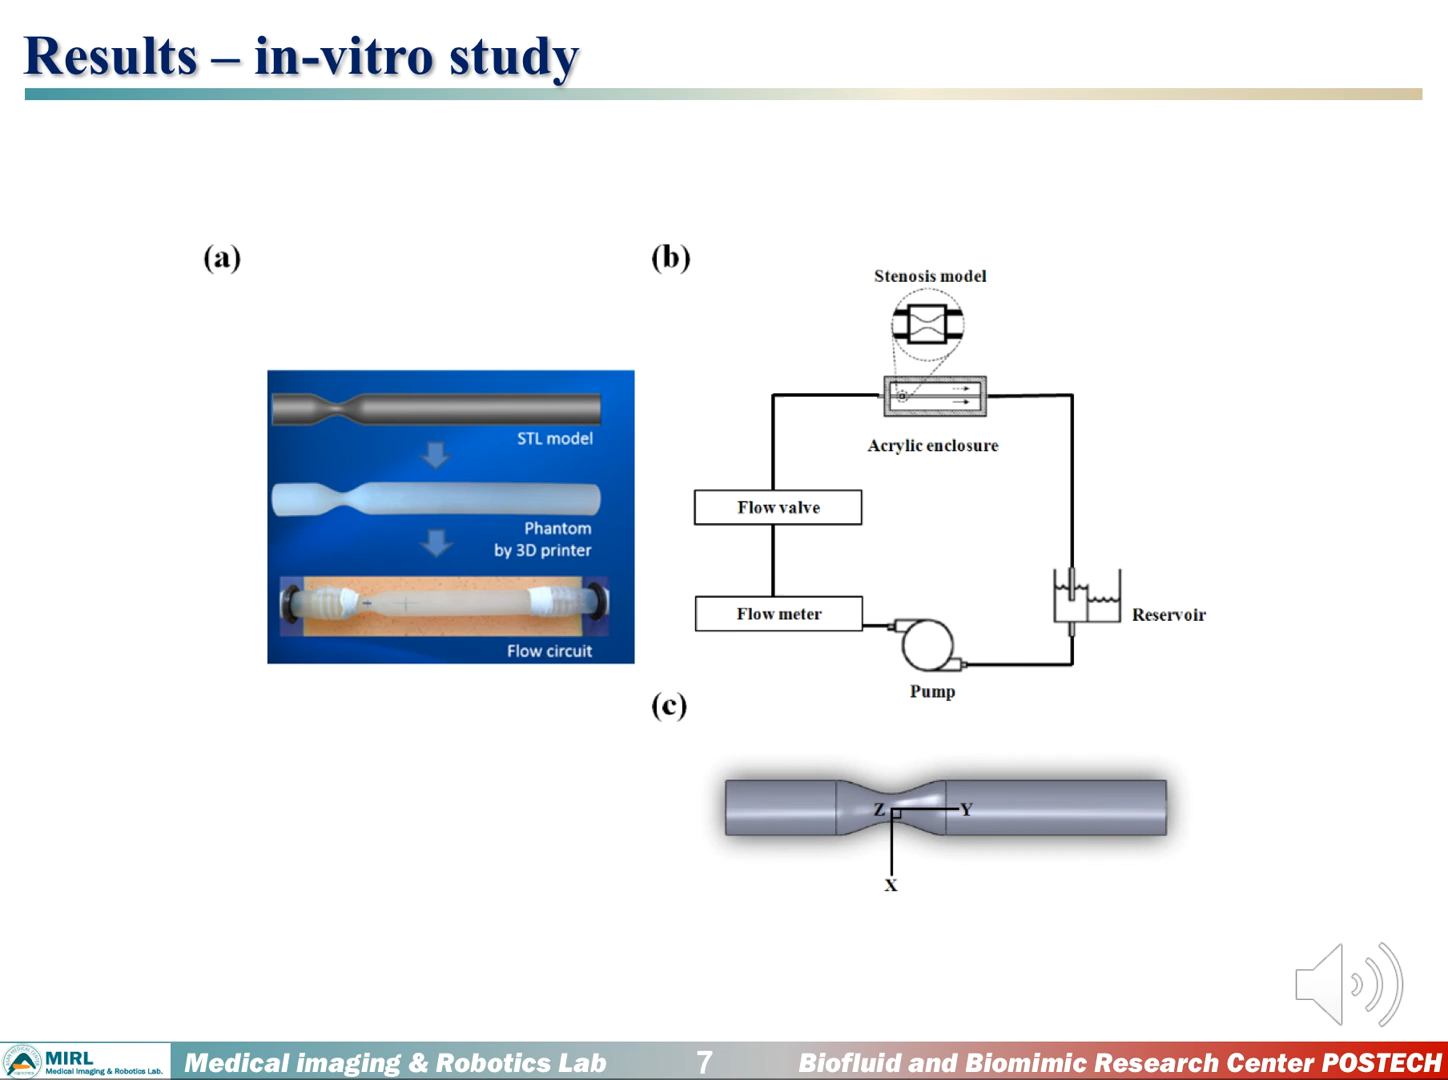 Results – in-vitro study
(a)
STL model
Phantom
by 3D printer
Flow circuit
(b)
Stenosis model
Acrylic enclosure
Flow valve
Flow meter
Reservoir
Pump
(c)
Z
Y
X
MIRL
Medical Imaging & Robotics Lab.
Medical imaging & Robotics Lab
7
Biofluid and Biomimic Research Center POSTECH